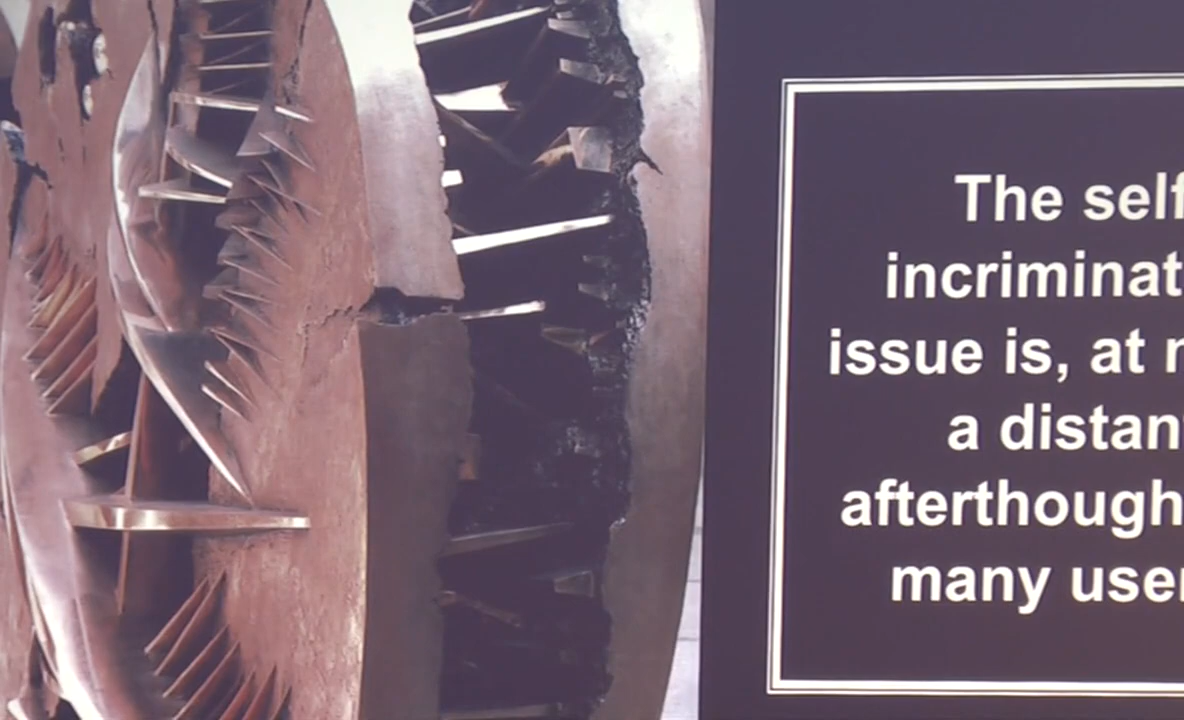 The self
incriminat
issue is, at
a distan
afterthough
many user